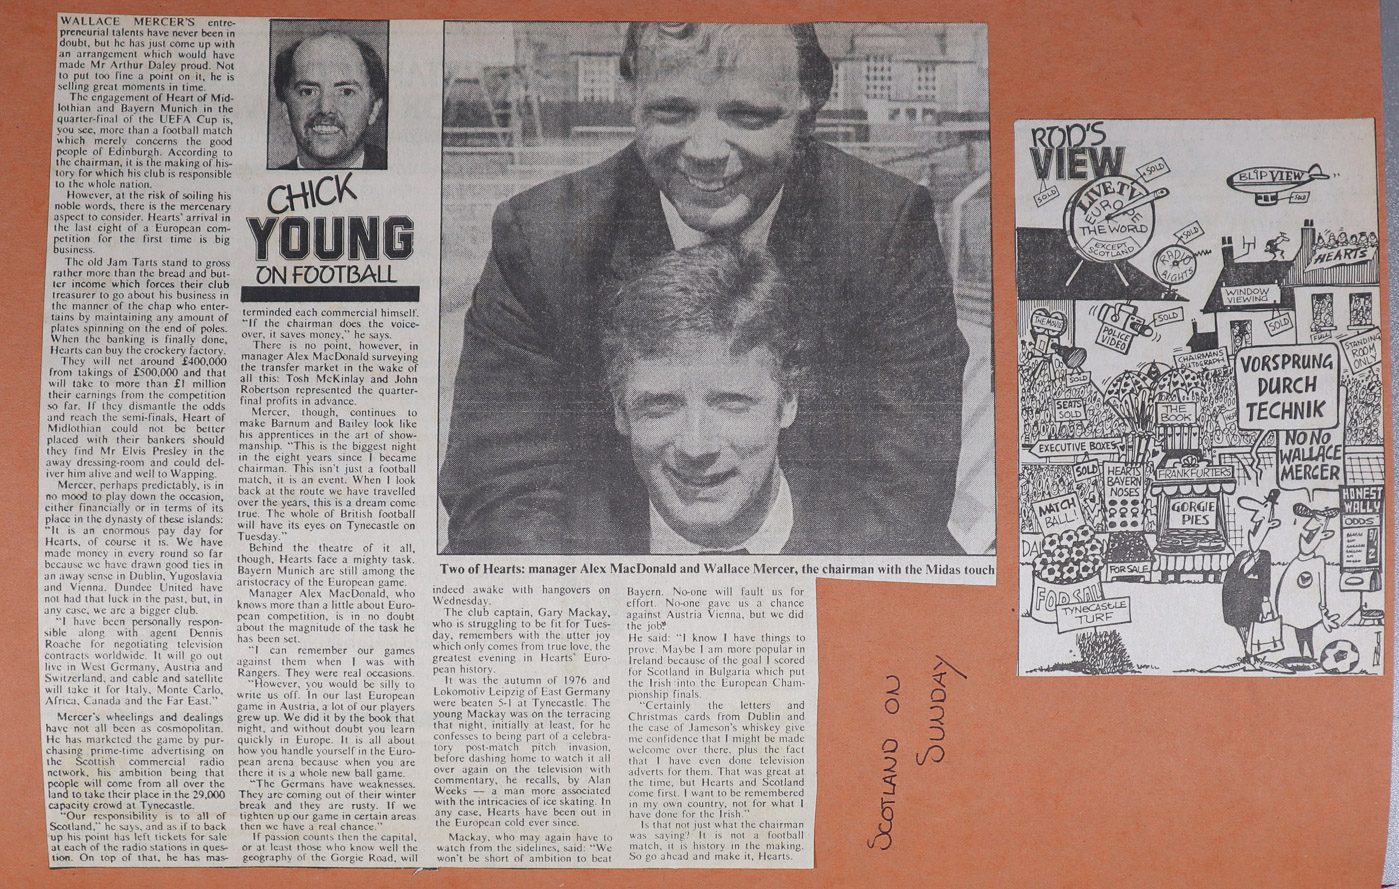 WALLACE MERCER'S entre-
preneurial talents have never been in
doubt, but he has just come up with
an arrangement which would have
made Mr Arthur Daley proud. Not
to put too fine a point on it, he is
selling great moments in time.
The engagement of Heart of Mid-
lothian and Bayern Munich in the
quarter-final of the UEFA Cup is,
you see, more than a football match
which merely concerns the good
people of Edinburgh. According to
the chairman, it is the making of his-
tory for which his club is responsible
to the whole nation.
However, at the risk of soiling his
noble words, there is the mercenary
aspect to consider. Hearts' arrival in
the last eight of a European com-
petition for the first time is big
business.
The old Jam Tarts stand to gross
rather more than the bread and but-
ter income which forces their club
treasurer to go about his business in
the manner of the chap who enter-
tains by maintaining any amount of
plates spinning on the end of poles.
When the banking is finally done,
Hearts can buy the crockery factory.
They will net around £400,000
from takings of £500,000 and that
will take to more than £1 million
their earnings from the competition
so far. If they dismantle the odds
and reach the semi-finals, Heart of
Midlothian could not be better
placed with their bankers should
they find Mr Elvis Presley in the
away dressing-room and could del-
iver him alive and well to Wapping.
Mercer, perhaps predictably, is in
no mood to play down the occasion,
either financially or in terms of its
place in the dynasty of these islands:
"It is an enormous pay day for
Hearts, of course it is. We have
made money in every round so far
because we have drawn good ties in
an away sense in Dublin, Yugoslavia
and Vienna. Dundee United have
not had that luck in the past, but, in
any case, we are a bigger club.
"I have been personally respon-
sible along with agent Dennis
Roache for negotiating television
contracts worldwide. It will go out
live in West Germany, Austria and
Switzerland, and cable and satellite
will take it for Italy, Monte Carlo,
Africa, Canada and the Far East."
Mercer's wheelings and dealings
have not all been as cosmopolitan.
He has marketed the game by pur-
chasing prime-time advertising on
the Scottish commercial radio
network, his ambition being that
people will come from all over the
land to take their place in the 29,000
capacity crowd at Tynecastle.
"Our responsibility is to all of
Scotland," he says, and as if to back
up his point has left tickets for sale
at each of the radio stations in ques-
tion. On top of that, he has mas-
CHICK
YOUNG
ON FOOTBALL
terminded each commercial himself.
"If the chairman does the voice-
over, it saves money," he says.
There is no point, however, in
manager Alex MacDonald surveying
the transfer market in the wake of
all this: Tosh McKinlay and John
Robertson represented the quarter-
final profits in advance.
Mercer, though, continues to
make Barnum and Bailey look like
his apprentices in the art of show-
manship. "This is the biggest night
in the eight years since I became
chairman. This isn't just a football
match, it is an event. When I look
back at the route we have travelled
over the years, this is a dream come
true. The whole of British football
will have its eyes on Tynecastle on
Tuesday."
Behind the theatre of it all,
though, Hearts face a mighty task.
Bayern Munich are still among the
aristocracy of the European game.
Manager Alex MacDonald, who
knows more than a little about Euro-
pean competition, is in no doubt
about the magnitude of the task he
has been set.
"I can remember our games
against them when I was with
Rangers. They were real occasions.
"However, you would be silly to
write us off. In our last European
game in Austria, a lot of our players
grew up. We did it by the book that
night, and without doubt you learn
quickly in Europe. It is all about
how you handle yourself in the Euro-
pean arena because when you are
there it is a whole new ball game.
"The Germans have weaknesses.
They are coming out of their winter
break and they are rusty. If we
tighten up our game in certain areas
then we have a real chance."
If passion counts then the capital,
or at least those who know well the
geography of the Gorgie Road, will
Two of Hearts: manager Alex MacDonald and Wallace Mercer, the chairman with the Midas touch
indeed awake with hangovers on
Wednesday.
The club captain, Gary Mackay,
who is struggling to be fit for Tues-
day, remembers with the utter joy
which only comes from true love, the
greatest evening in Hearts' Euro-
pean history.
It was the autumn of 1976 and
Lokomotiv Leipzig of East Germany
were beaten 5-1 at Tynecastle. The
young Mackay was on the terracing
that night, initially at least, for he
confesses to being part of a celebra-
tory post-match pitch invasion,
before dashing home to watch it all
over again on the television with
commentary, he recalls, by Alan
Weeks — a man more associated
with the intricacies of ice skating. In
any case, Hearts have been out in
the European cold ever since.
Mackay, who may again have to
watch from the sidelines, said: "We
won't be short of ambition to beat
Bayern. No-one will fault us for
effort. No-one gave us a chance
against Austria Vienna, but we did
the job"
He said: "I know I have things to
prove. Maybe I am more popular in
Ireland because of the goal I scored
for Scotland in Bulgaria which put
the Irish into the European Cham-
pionship finals.
"Certainly the letters and
Christmas cards from Dublin and
the case of Jameson's whiskey give
me confidence that I might be made
welcome over there, plus the fact
that I have even done television
adverts for them. That was great at
the time, but Hearts and Scotland
come first. I want to be remembered
in my own country, not for what I
have done for the Irish."
Is that not just what the chairman
was saying? It is not a football
match, it is history in the making.
So go ahead and make it, Hearts.
SCOTLAND ON
SUNDAY
ROD'S
VIEW
SOLD
SOLD
LIVE TV
EUROPE
THE WORLD
EXCEPT
SCOTLAND
BLIP VIEW
SOLD
SOLD
RADIO
RIGHTS
HEARTS
WINDOW
VIEWING
THE MOVIE
POLICE
VIDEO
SOLD
SOLD
FULL
STANDING
ROOM
ONLY
CHAIRMAN'S
AUTOGRAPH
SOLD
SEATS
SOLD
THE
BOOK
VORSPRUNG
DURCH
TECHNIK
EXECUTIVE BOXES
SOLD
NO NO
WALLACE
MERCER
HEARTS
BAYERN
NOSES
FRANKFURTERS
GORGIE
PIES
HONEST
WALLY
ODDS
MATCH
BALL
FOR SALE
FOR SAL
TYNECASTLE
TURF